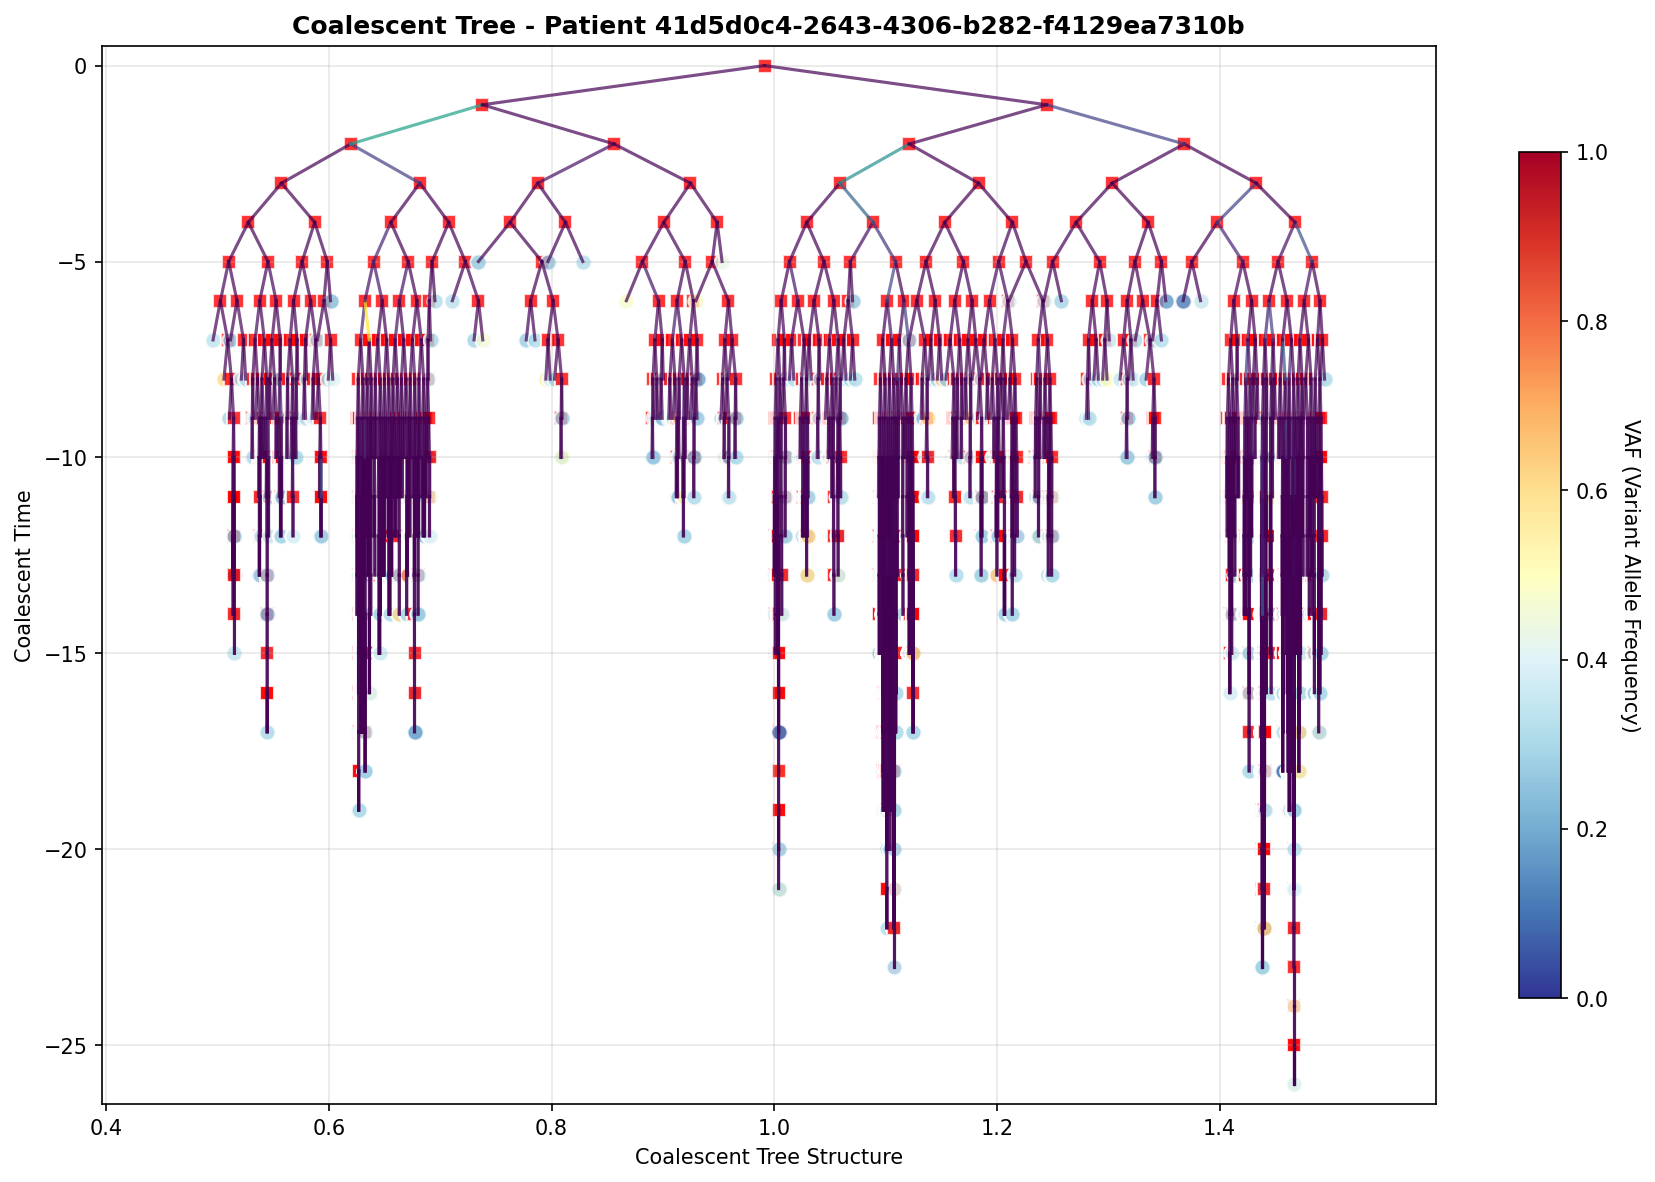 Coalescent Tree - Patient 41d5d0c4-2643-4306-b282-f4129ea7310b
0
−5
−10
−15
−20
−25
Coalescent Time
0.4 0.6 0.8 1.0 1.2 1.4
Coalescent Tree Structure
1.0
0.8
0.6
0.4
0.2
0.0
VAF (Variant Allele Frequency)